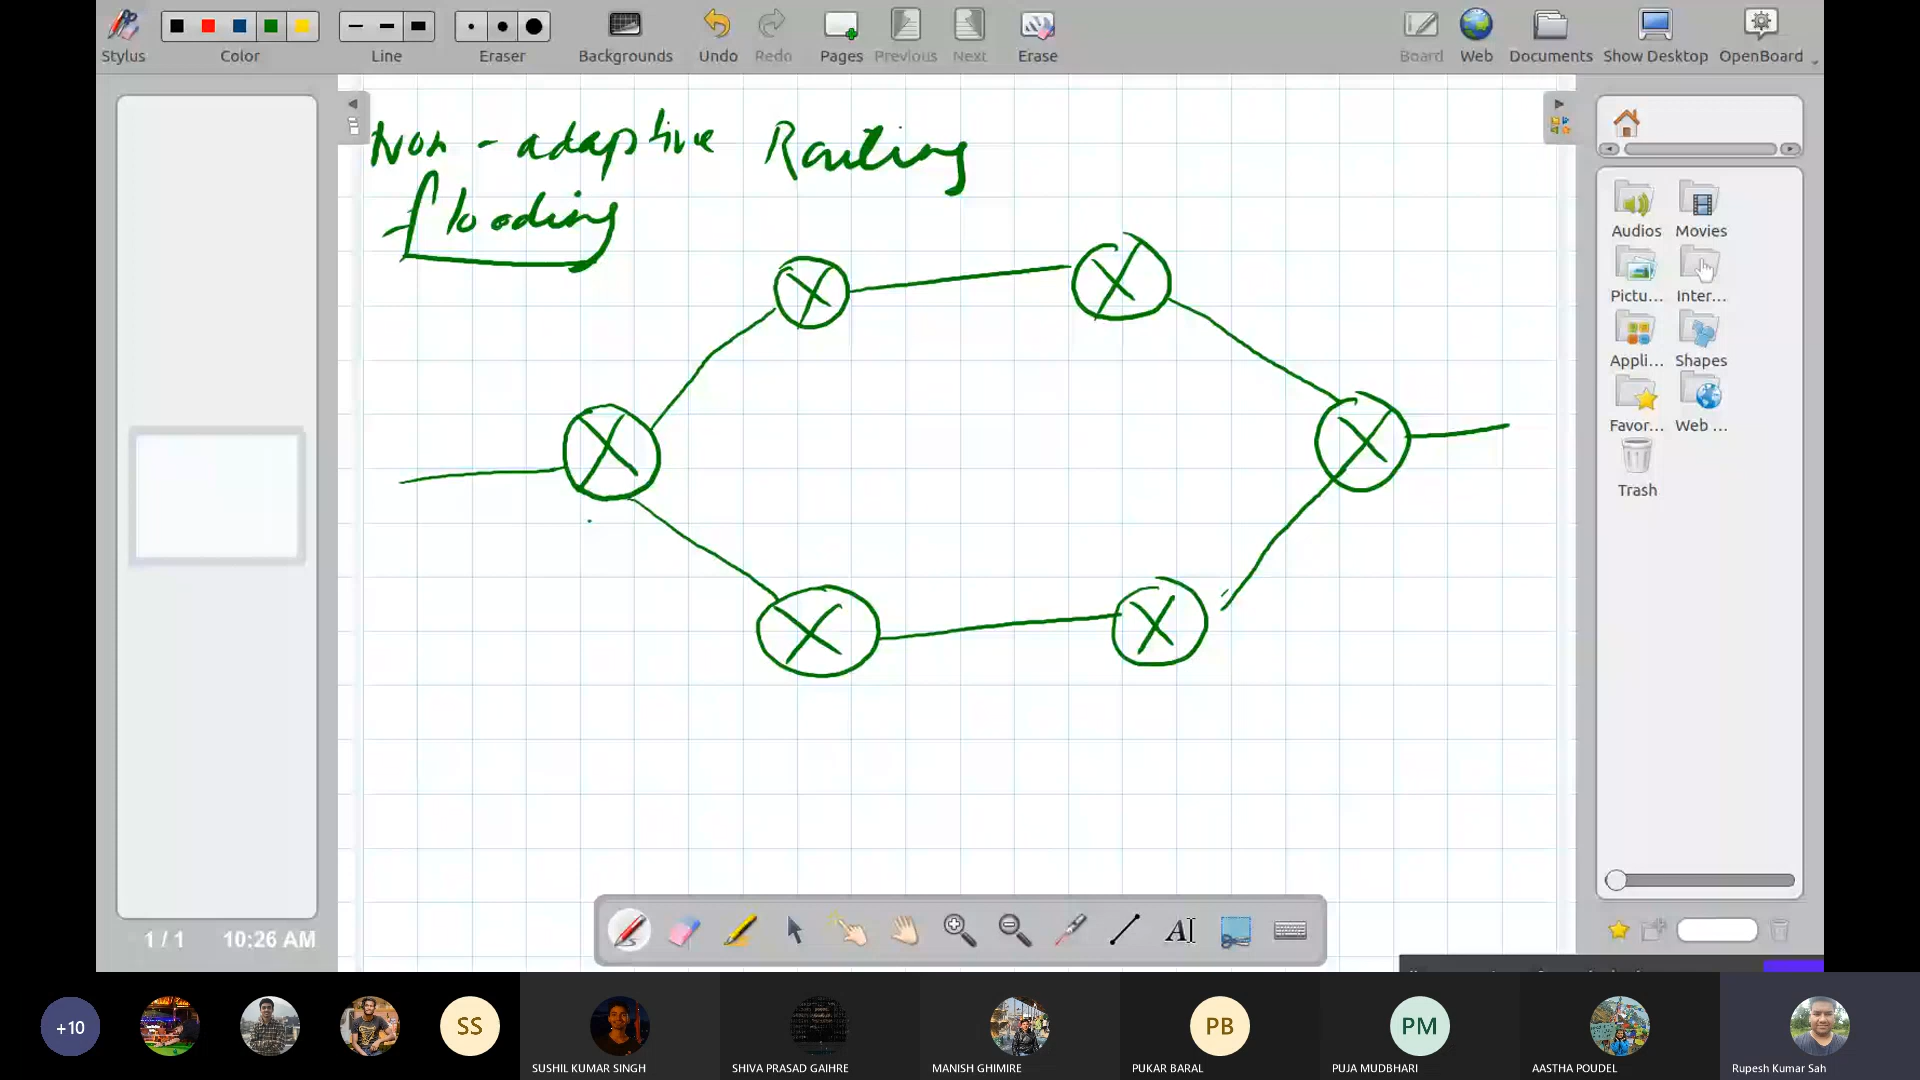 Stylus Color Line Eraser Backgrounds Undo Redo Pages Previous Next Erase Board Web Documents Show Desktop OpenBoard
Non-adaptive Routing
flooding
Audios Movies
Pictu... Inter...
Appli... Shapes
Favor... Web ...
Trash
1 / 1 10:26 AM
+10 SS PB PM
SUSHIL KUMAR SINGH SHIVA PRASAD GAIHRE MANISH GHIMIRE PUKAR BARAL PUJA MUDBHARI AASTHA POUDEL Rupesh Kumar Sah